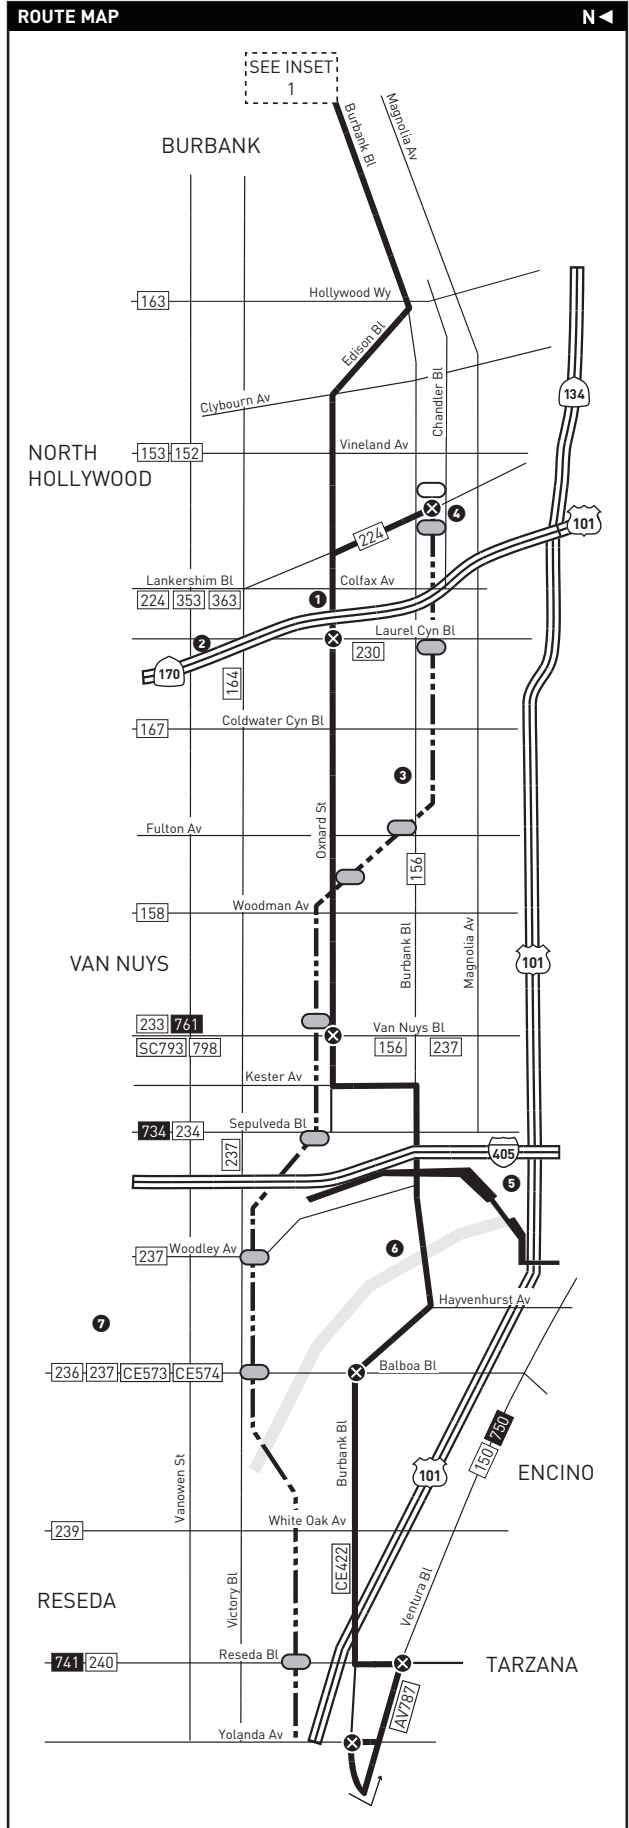 ROUTE MAP
N
SEE INSET
1
Burbank Bl
Magnolia Av
BURBANK
163
Hollywood Wy
Edison Bl
134
Clybourn Av
Chandler Bl
NORTH
HOLLYWOOD
153 152
Vineland Av
4
101
224
Lankershim Bl
Colfax Av
224 353 363
1
Laurel Cyn Bl
2
230
170
164
167
Coldwater Cyn Bl
3
Oxnard St
Fulton Av
156
158
Woodman Av
Burbank Bl
Magnolia Av
VAN NUYS
101
233 761
Van Nuys Bl
SC793 798
156
237
Kester Av
Sepulveda Bl
734 234
237
405
5
237
Woodley Av
6
Hayvenhurst Av
7
236 237 CE573 CE574
Balboa Bl
150 750
Burbank Bl
101
ENCINO
Vanowen St
239
White Oak Av
CE422
RESEDA
Victory Bl
Ventura Bl
741 240
Reseda Bl
TARZANA
AV787
Yolanda Av